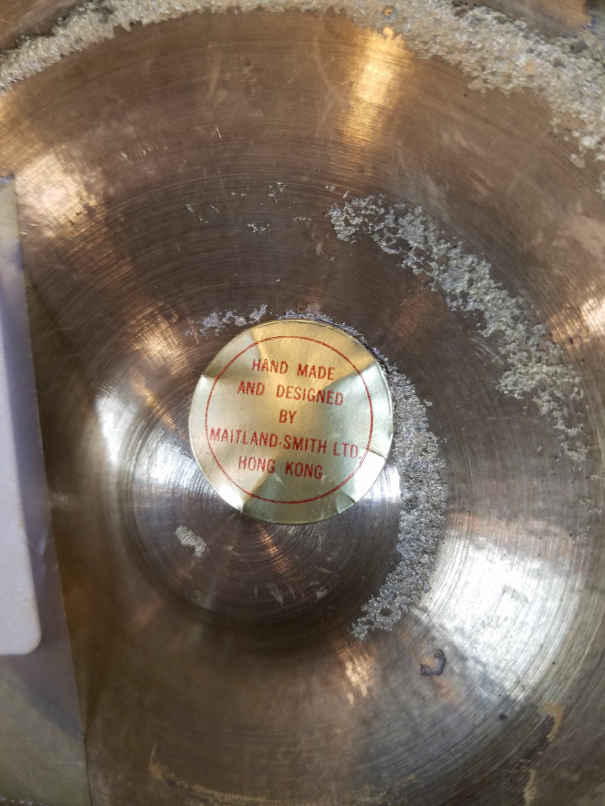 HAND MADE
AND DESIGNED
BY
MAITLAND-SMITH LTD.
HONG KONG